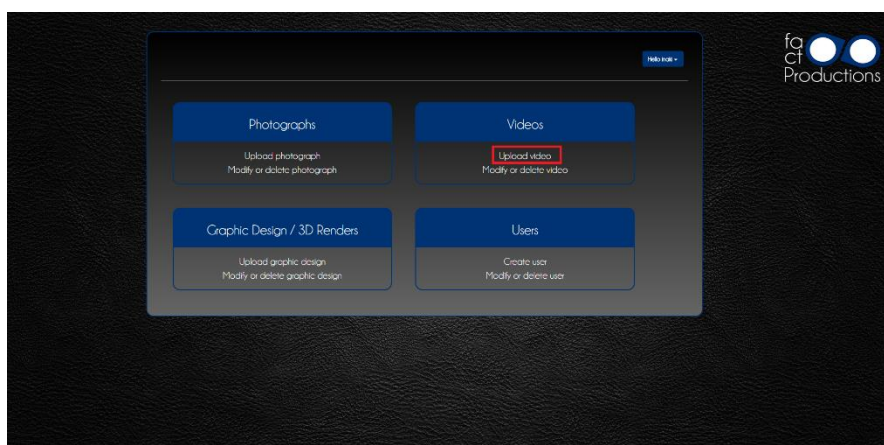 fa
ct
Productions
Hello
Photographs
Upload photograph
Modify or delete photograph
Videos
Upload video
Modify or delete video
Graphic Design / 3D Renders
Upload graphic design
Modify or delete graphic design
Users
Create user
Modify or delete user